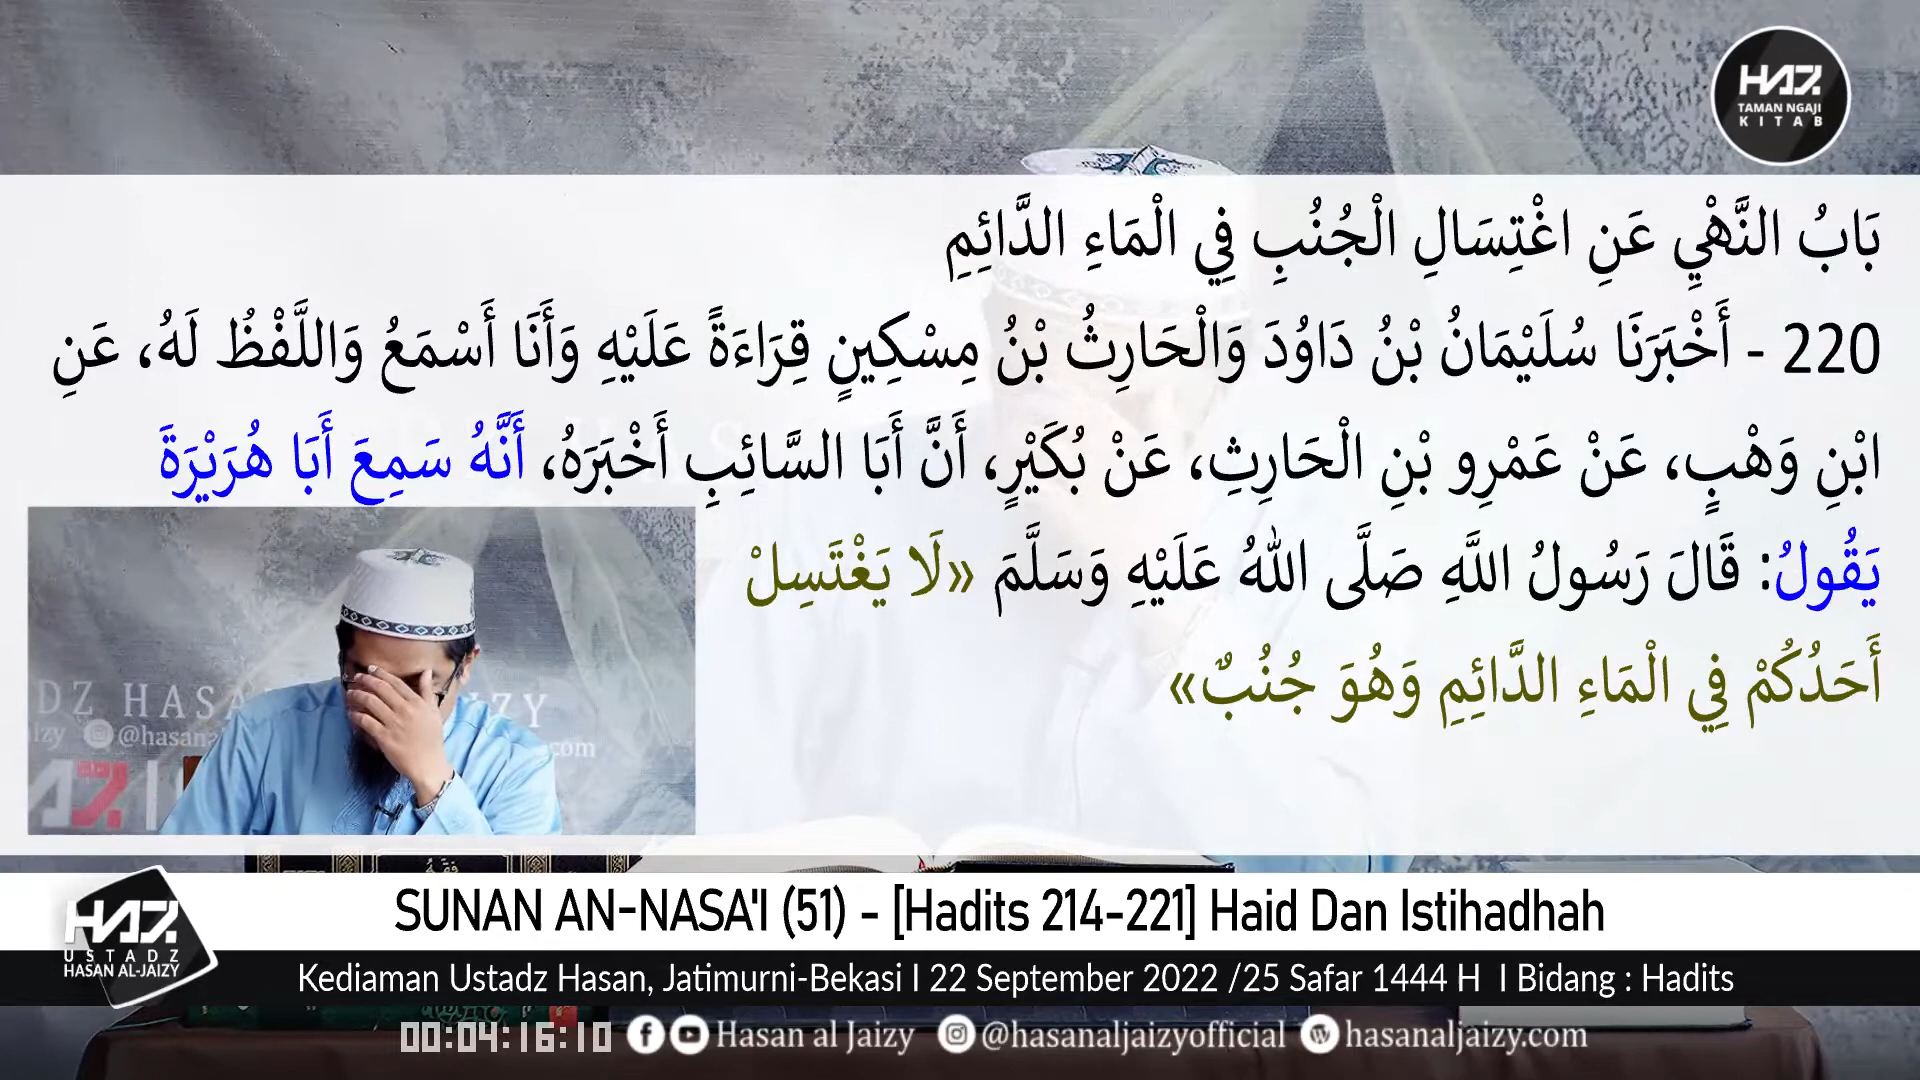 HAZ
TAMAN NGAJI
KITAB
بَابُ النَّهْيِ عَنِ اغْتِسَالِ الْجُنُبِ فِي الْمَاءِ الدَّائِمِ
220 - أَخْبَرَنَا سُلَيْمَانُ بْنُ دَاوُدَ وَالْحَارِثُ بْنُ مِسْكِينٍ قِرَاءَةً عَلَيْهِ وَأَنَا أَسْمَعُ وَاللَّفْظُ لَهُ، عَنِ
ابْنِ وَهْبٍ، عَنْ عَمْرِو بْنِ الْحَارِثِ، عَنْ بُكَيْرٍ، أَنَّ أَبَا السَّائِبِ أَخْبَرَهُ، أَنَّهُ سَمِعَ أَبَا هُرَيْرَةَ
يَقُولُ: قَالَ رَسُولُ اللَّهِ صَلَّى اللهُ عَلَيْهِ وَسَلَّمَ «لَا يَغْتَسِلْ
أَحَدُكُمْ فِي الْمَاءِ الدَّائِمِ وَهُوَ جُنُبٌ»
SUNAN AN-NASA'I (51) - [Hadits 214-221] Haid Dan Istihadhah
HAZ
USTADZ
HASAN AL-JAIZY
Kediaman Ustadz Hasan, Jatimurni-Bekasi I 22 September 2022 /25 Safar 1444 H I Bidang : Hadits
00:04:16:10 Hasan al Jaizy @hasanaljaizyofficial hasanaljaizy.com